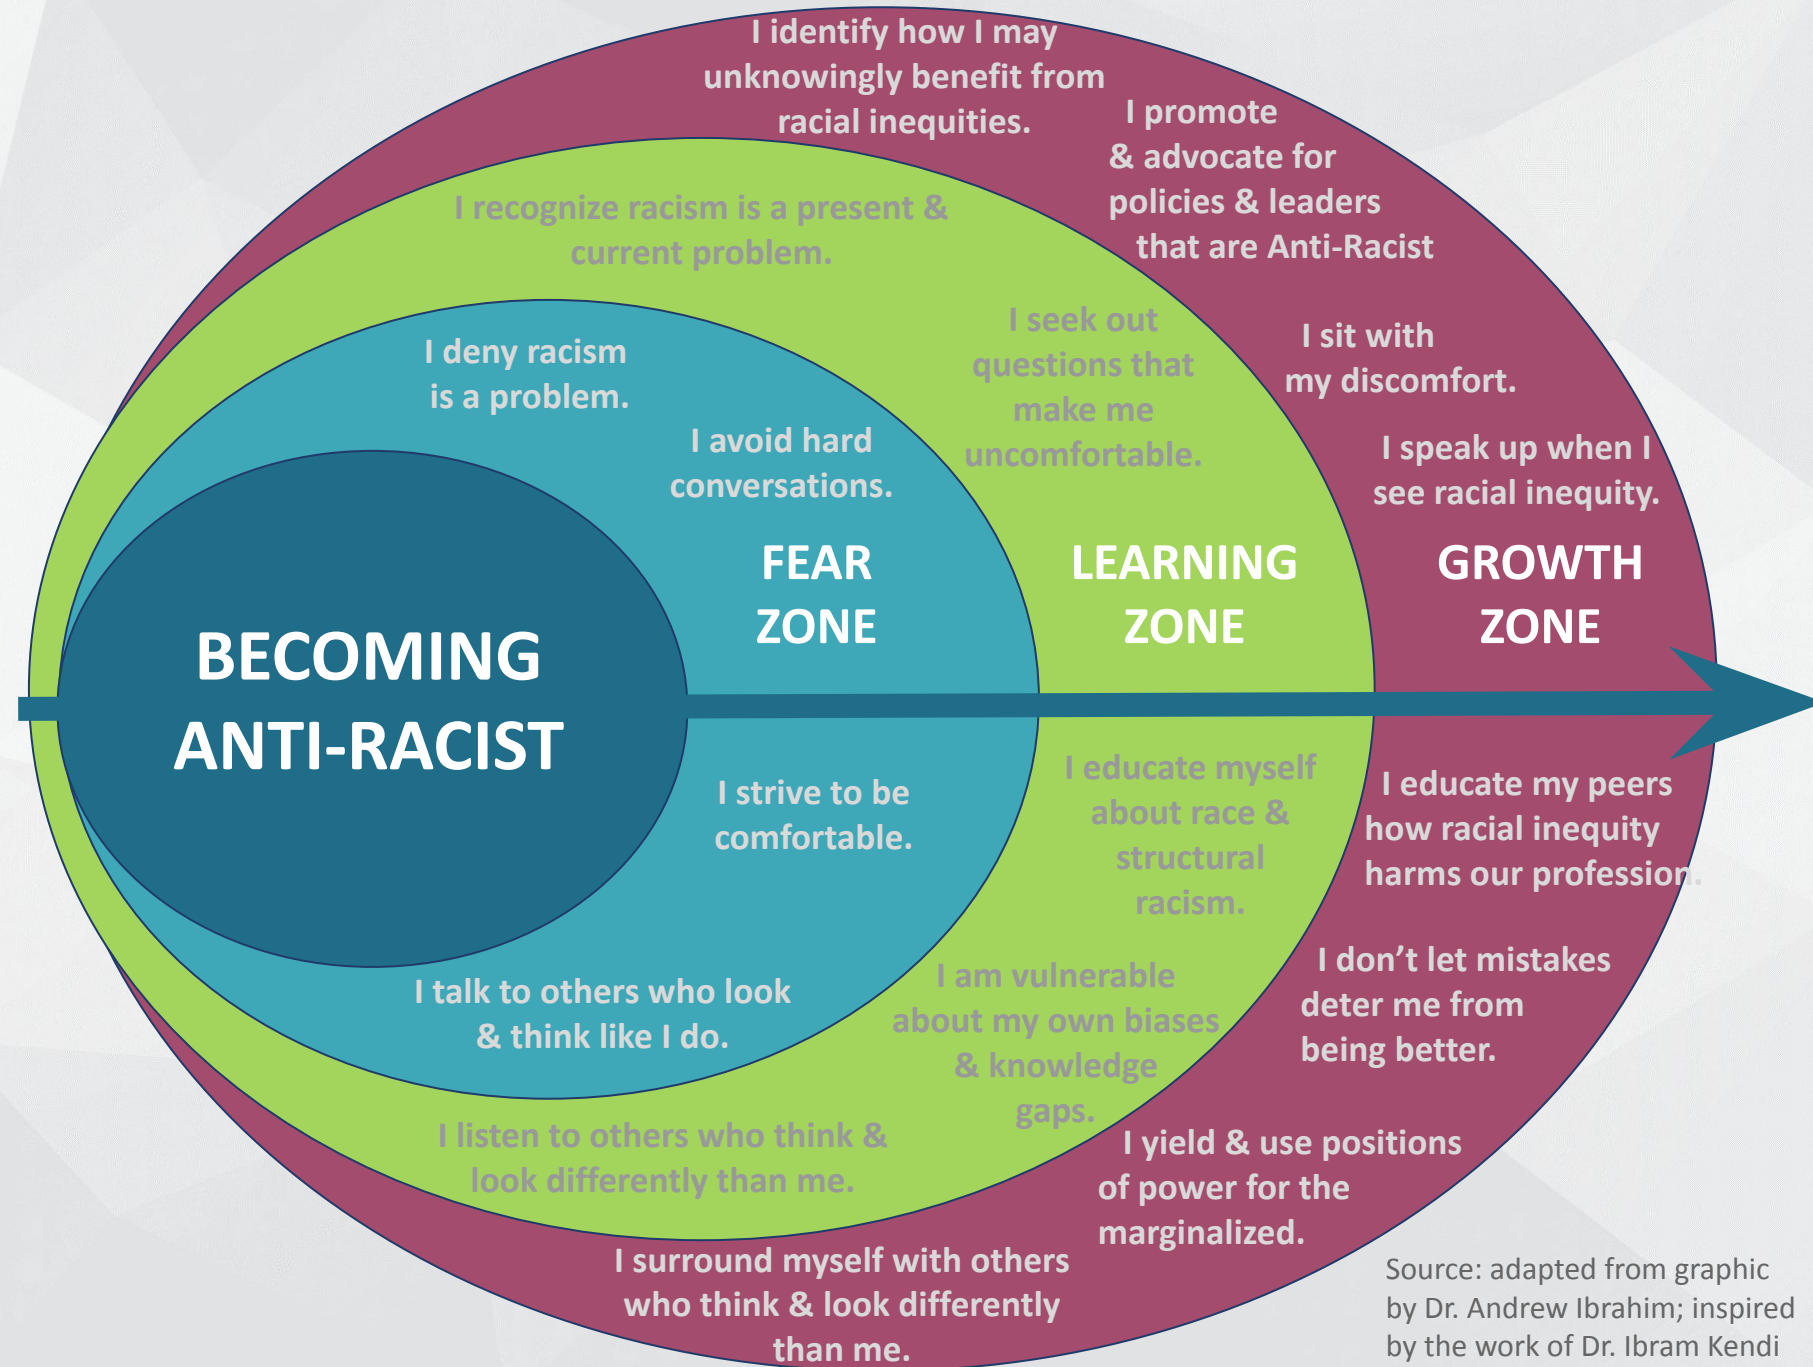 I identify how I may
unknowingly benefit from
racial inequities.
I promote
& advocate for
policies & leaders
that are Anti-Racist
I recognize racism is a present &
current problem.
I deny racism
is a problem.
I seek out
questions that
make me
uncomfortable.
I sit with
my discomfort.
I avoid hard
conversations.
I speak up when I
see racial inequity.
FEAR
ZONE
LEARNING
ZONE
GROWTH
ZONE
BECOMING
ANTI-RACIST
I strive to be
comfortable.
I educate myself
about race &
structural
racism.
I educate my peers
how racial inequity
harms our profession.
I talk to others who look
& think like I do.
I am vulnerable
about my own biases
& knowledge
gaps.
I don’t let mistakes
deter me from
being better.
I listen to others who think &
look differently than me.
I yield & use positions
of power for the
marginalized.
I surround myself with others
who think & look differently
than me.
Source: adapted from graphic
by Dr. Andrew Ibrahim; inspired
by the work of Dr. Ibram Kendi